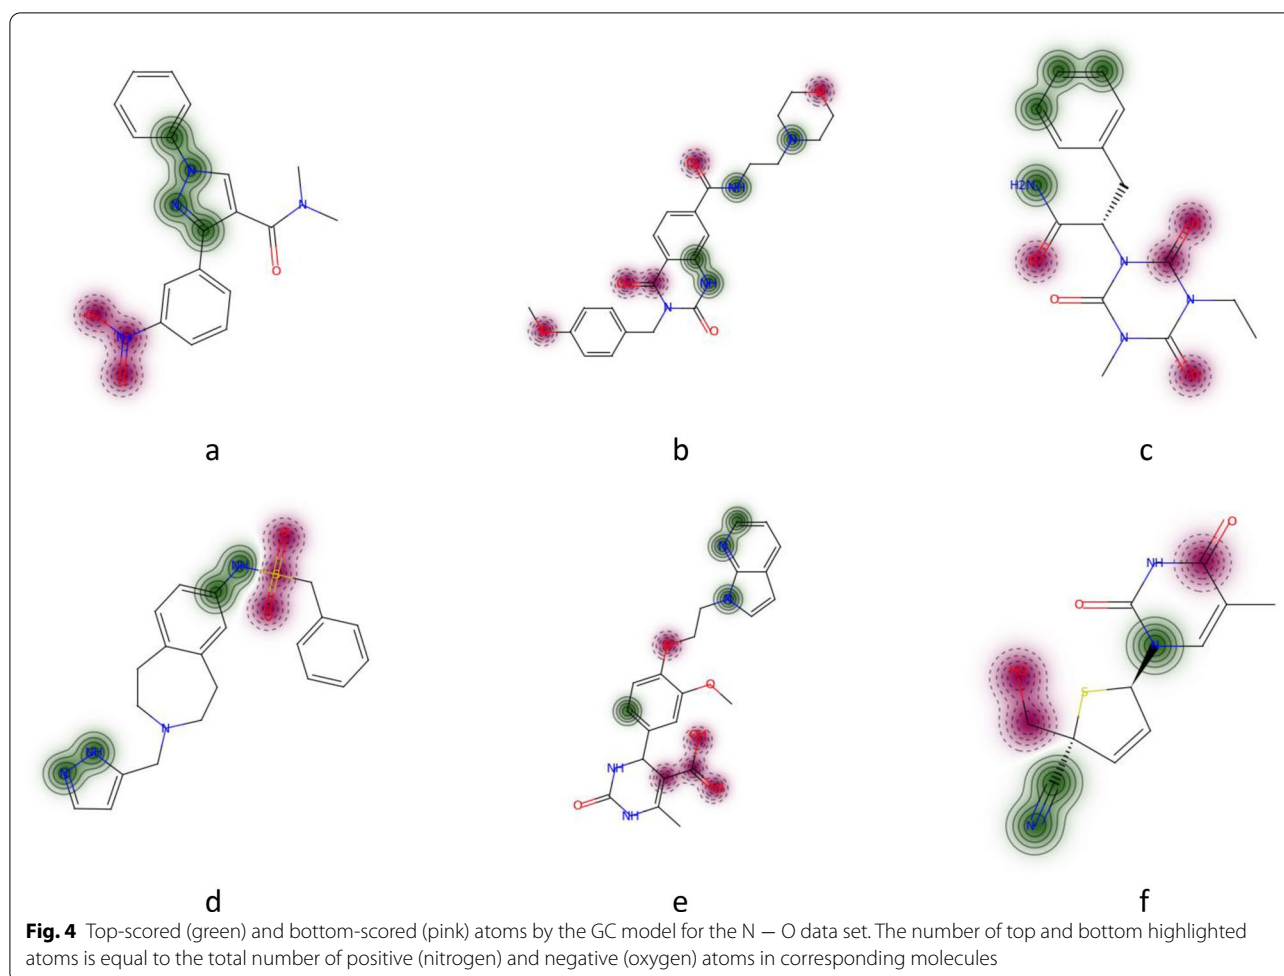 N
N
N
O
NH
N
NH
NH
O
N
O
H2N
N
O
N
N
a
b
c
NH
S
NH
N
N
N
N
O
NH
O
NH
O
NH
O
N
S
N
d
e
f
Fig. 4 Top-scored (green) and bottom-scored (pink) atoms by the GC model for the N − O data set. The number of top and bottom highlighted
atoms is equal to the total number of positive (nitrogen) and negative (oxygen) atoms in corresponding molecules